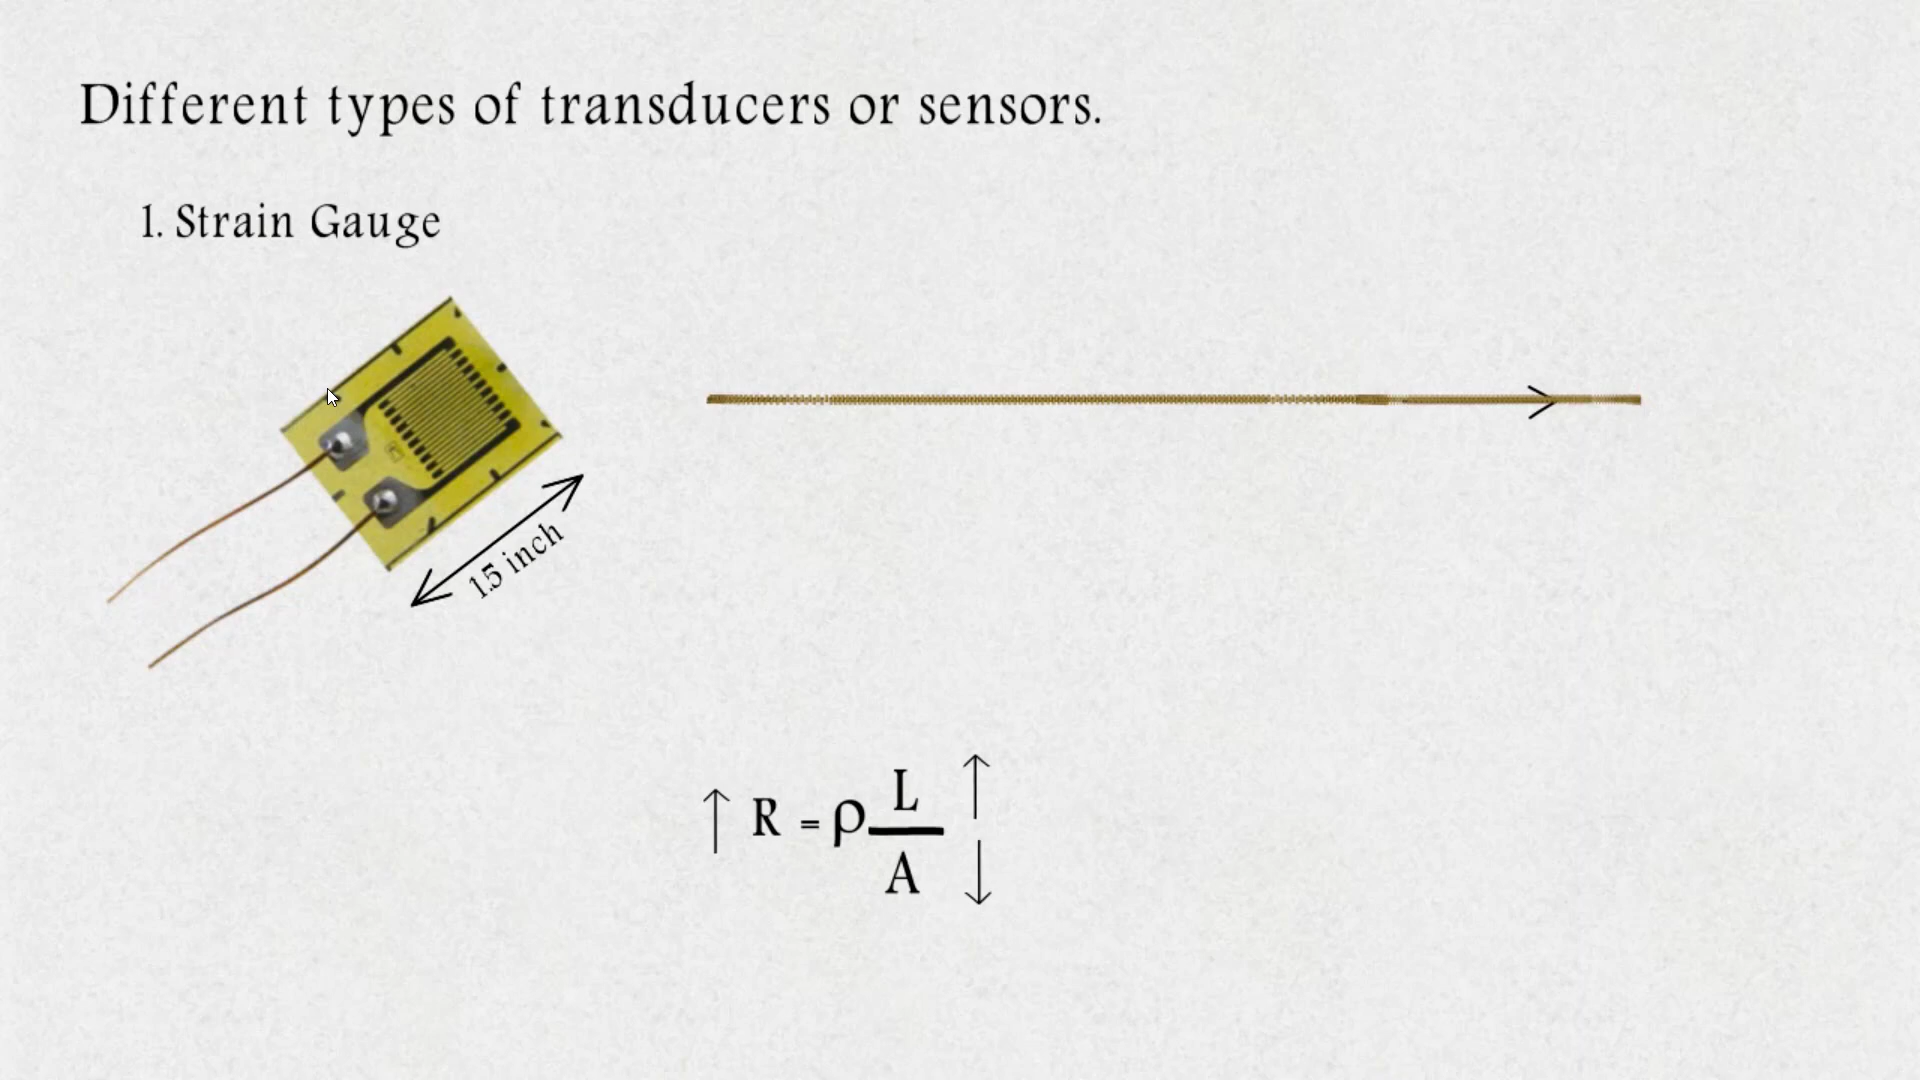 Different types of transducers or sensors.
1. Strain Gauge
1.5 inch
↑ R = ρ L/A ↑ ↓